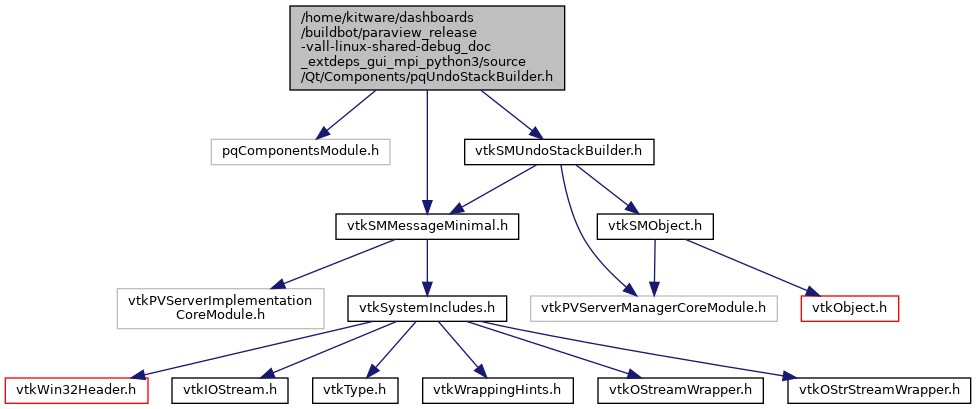 /home/kitware/dashboards
/buildbot/paraview_release
-vall-linux-shared-debug_doc
_extdeps_gui_mpi_python3/source
/Qt/Components/pqUndoStackBuilder.h
pqComponentsModule.h
vtkSMUndoStackBuilder.h
vtkSMMessageMinimal.h
vtkSMObject.h
vtkPVServerImplementation
CoreModule.h
vtkSystemIncludes.h
vtkPVServerManagerCoreModule.h
vtkObject.h
vtkWin32Header.h
vtkIOStream.h
vtkType.h
vtkWrappingHints.h
vtkOStreamWrapper.h
vtkOStrStreamWrapper.h